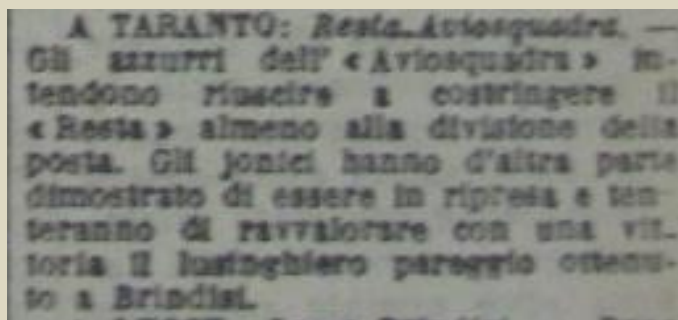 A TARANTO: Resta-Aviosquadra. —
Gli azzurri dell' « Aviosquadra » in-
tendono riuscire a costringere il
« Resta » almeno alla divisione della
posta. Gli jonici hanno d'altra parte
dimostrato di essere in ripresa e ten-
teranno di ravvalorare con una vit-
toria il lusinghiero pareggio ottenu-
to a Brindisi.